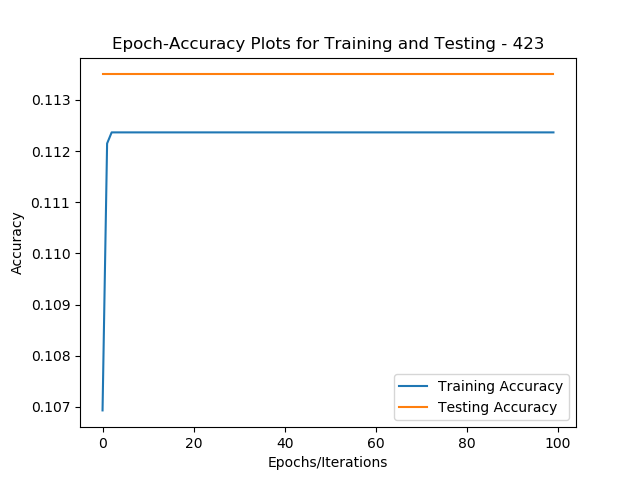 Epoch-Accuracy Plots for Training and Testing - 423
0.113
0.112
0.111
0.110
0.109
0.108
0.107
Accuracy
0 20 40 60 80 100
Epochs/Iterations
Training Accuracy
Testing Accuracy